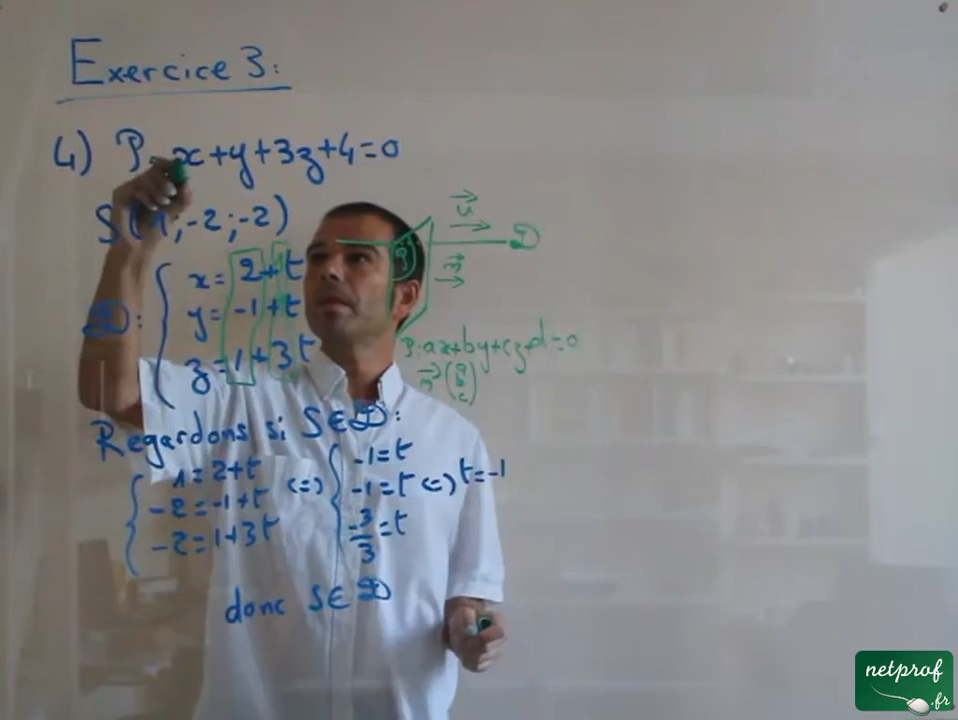 Exercice 3:
4) P: x+y+3z+4=0
S(1;-2;-2)
D: { x=2+t
y=-1+t
z=1+3t
u
D
P
n
P: ax+by+cz+d=0
n (a b c)
Regardons si S∈D:
{ 1=2+t
-2=-1+t
-2=1+3t
(=)
{ -1=t
-1=t (=) t=-1
-3/3=t
donc S∈D
netprof
.fr